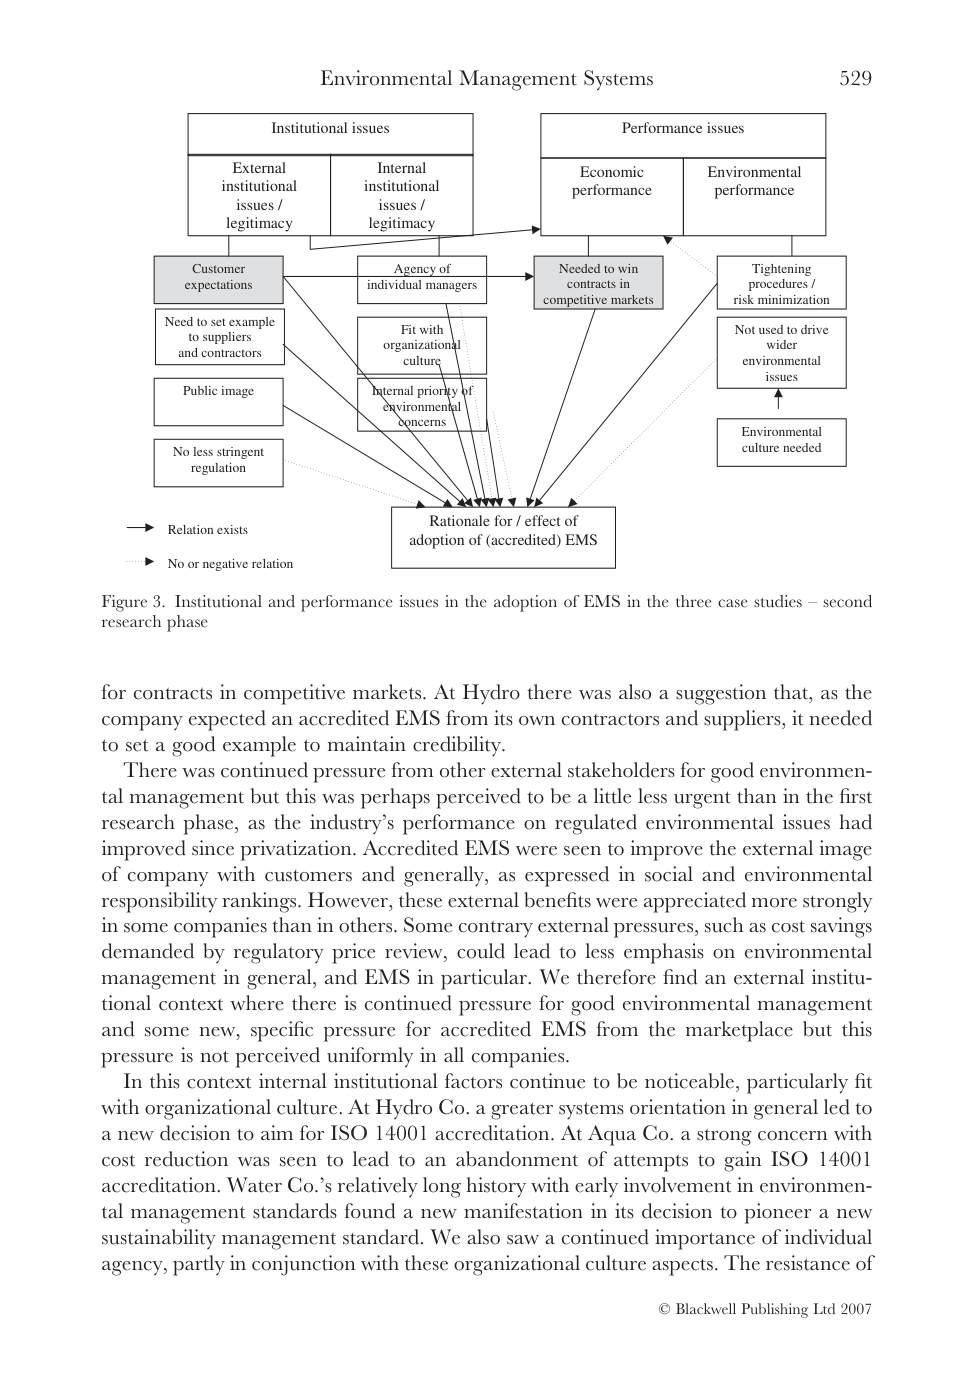 Environmental Management Systems 529
Institutional issues
External
institutional
issues /
legitimacy
Internal
institutional
issues /
legitimacy
Performance issues
Economic
performance
Environmental
performance
Customer
expectations
Need to set example
to suppliers
and contractors
Public image
No less stringent
regulation
Agency of
individual managers
Fit with
organizational
culture
Internal priority of
environmental
concerns
Needed to win
contracts in
competitive markets
Tightening
procedures /
risk minimization
Not used to drive
wider
environmental
issues
Environmental
culture needed
Rationale for / effect of
adoption of (accredited) EMS
Relation exists
No or negative relation
Figure 3. Institutional and performance issues in the adoption of EMS in the three case studies – second
research phase
for contracts in competitive markets. At Hydro there was also a suggestion that, as the
company expected an accredited EMS from its own contractors and suppliers, it needed
to set a good example to maintain credibility.
There was continued pressure from other external stakeholders for good environmen-
tal management but this was perhaps perceived to be a little less urgent than in the first
research phase, as the industry's performance on regulated environmental issues had
improved since privatization. Accredited EMS were seen to improve the external image
of company with customers and generally, as expressed in social and environmental
responsibility rankings. However, these external benefits were appreciated more strongly
in some companies than in others. Some contrary external pressures, such as cost savings
demanded by regulatory price review, could lead to less emphasis on environmental
management in general, and EMS in particular. We therefore find an external institu-
tional context where there is continued pressure for good environmental management
and some new, specific pressure for accredited EMS from the marketplace but this
pressure is not perceived uniformly in all companies.
In this context internal institutional factors continue to be noticeable, particularly fit
with organizational culture. At Hydro Co. a greater systems orientation in general led to
a new decision to aim for ISO 14001 accreditation. At Aqua Co. a strong concern with
cost reduction was seen to lead to an abandonment of attempts to gain ISO 14001
accreditation. Water Co.'s relatively long history with early involvement in environmen-
tal management standards found a new manifestation in its decision to pioneer a new
sustainability management standard. We also saw a continued importance of individual
agency, partly in conjunction with these organizational culture aspects. The resistance of
© Blackwell Publishing Ltd 2007